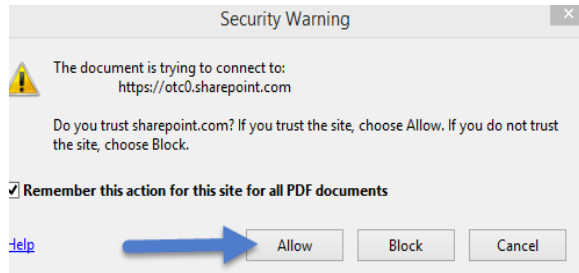 Security Warning
The document is trying to connect to:
https://otc0.sharepoint.com
Do you trust sharepoint.com? If you trust the site, choose Allow. If you do not trust
the site, choose Block.
Remember this action for this site for all PDF documents
Help
Allow
Block
Cancel